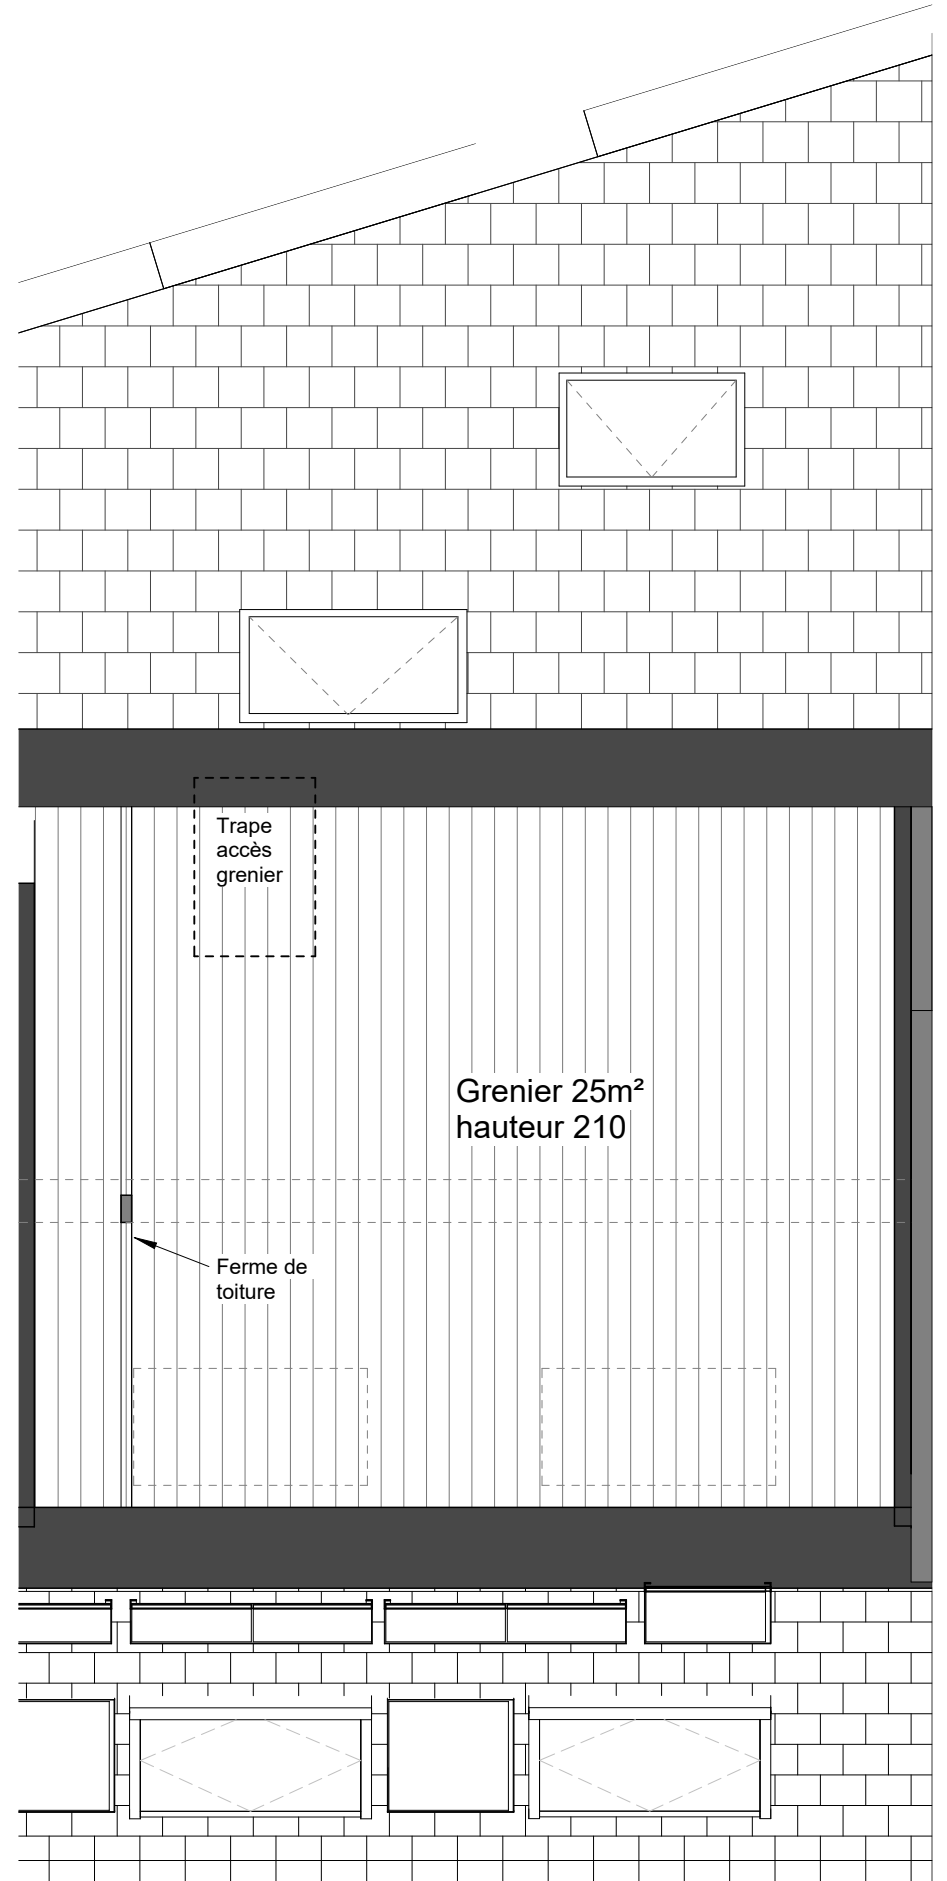 Trape
accès
grenier
Grenier 25m²
hauteur 210
Ferme de
toiture